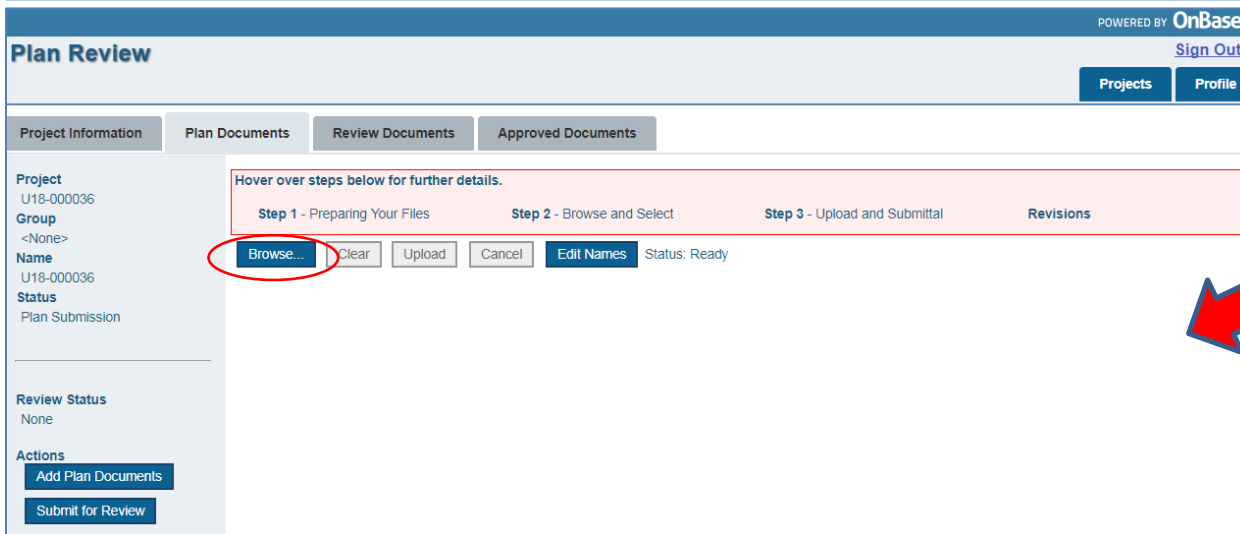 POWERED BY OnBase
Plan Review
Sign Out
Projects Profile
Project Information Plan Documents Review Documents Approved Documents
Project
U18-000036
Group
<None>
Name
U18-000036
Status
Plan Submission
Review Status
None
Actions
Add Plan Documents
Submit for Review
Hover over steps below for further details.
Step 1 - Preparing Your Files Step 2 - Browse and Select Step 3 - Upload and Submittal Revisions
Browse... Clear Upload Cancel Edit Names Status: Ready